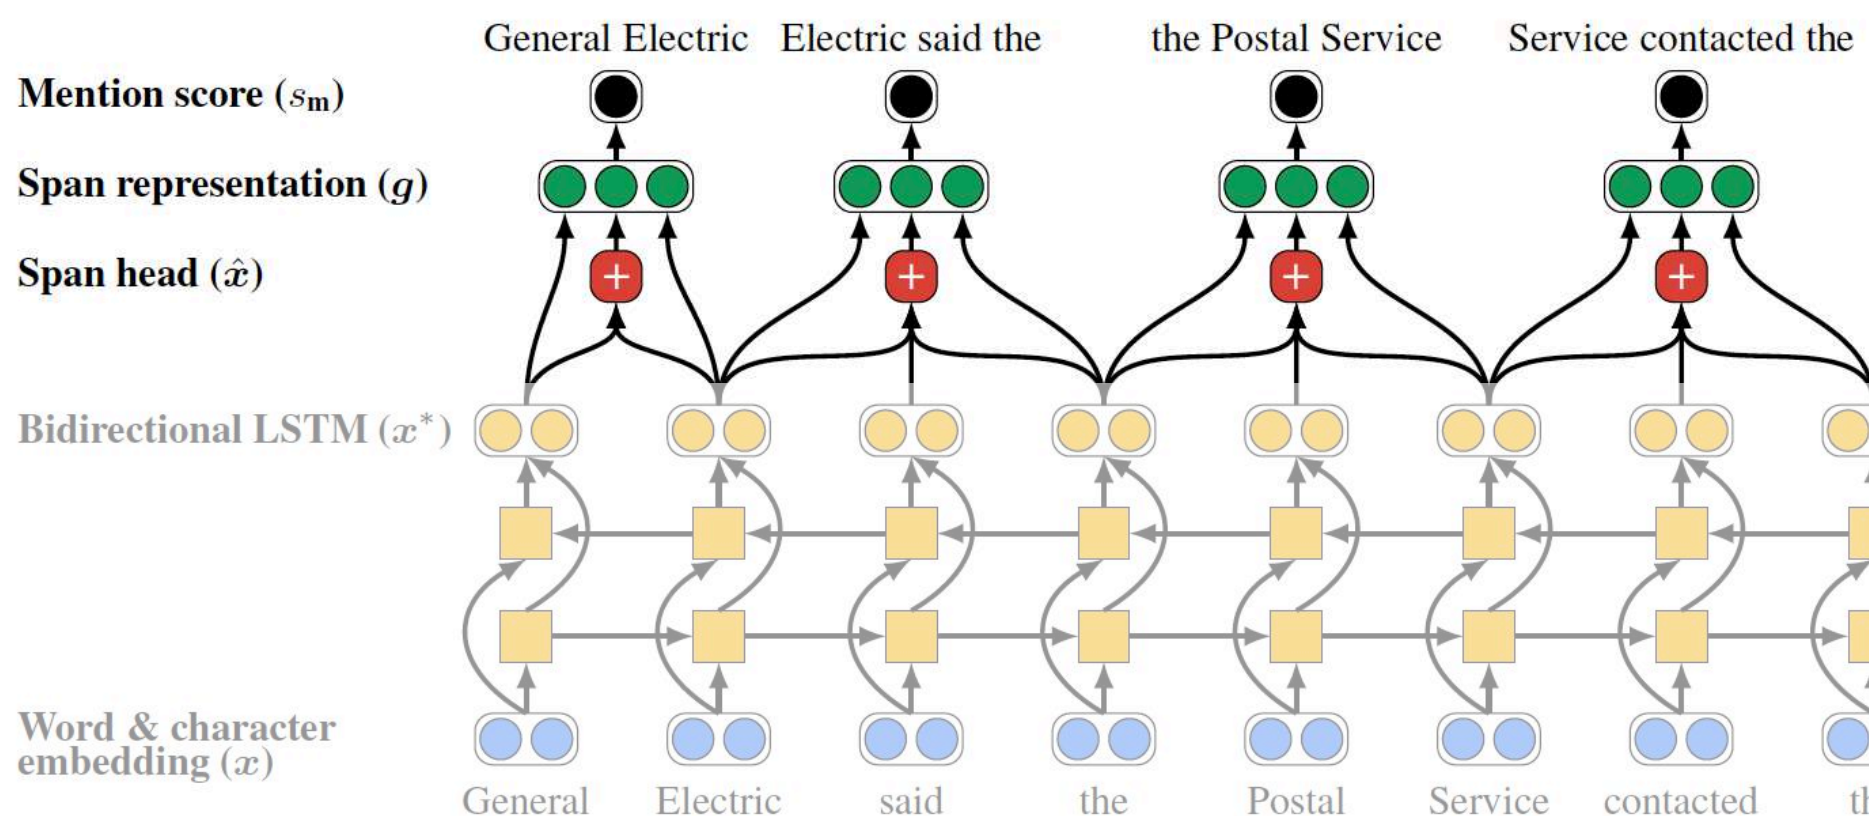 General Electric Electric said the the Postal Service Service contacted the
Mention score (sₘ)
Span representation (g)
Span head (x̂)
+ + + +
Bidirectional LSTM (x*)
Word & character
embedding (x)
General Electric said the Postal Service contacted